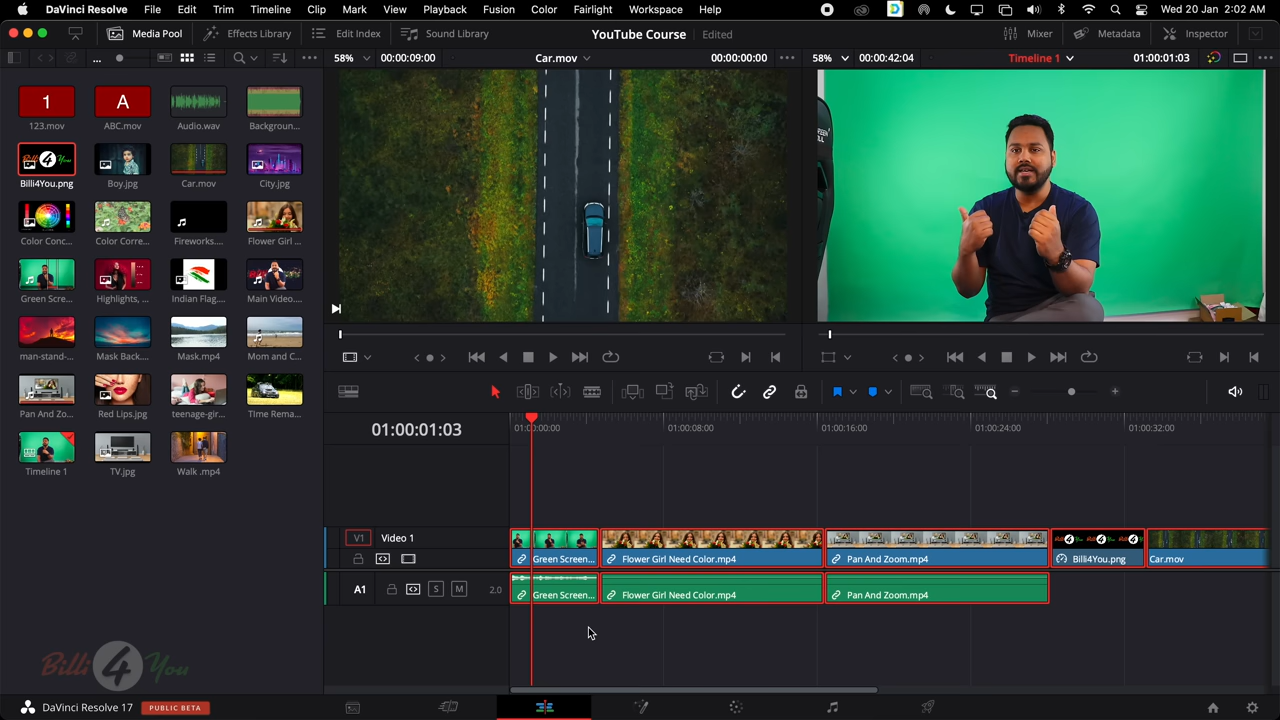 DaVinci Resolve File Edit Trim Timeline Clip Mark View Playback Fusion Color Fairlight Workspace Help Wed 20 Jan 2:02 AM
Media Pool Effects Library Edit Index Sound Library YouTube Course Edited Mixer Metadata Inspector
... 58% 00:00:09:00 Car.mov 00:00:00:00 58% 00:00:42:04 Timeline 1 01:00:01:03
1 A
123.mov ABC.mov Audio.wav Backgroun...
Billi 4 You
Billi4You.png Boy.jpg Car.mov City.jpg
Color Conc... Color Corre... Fireworks.... Flower Girl ...
Green Scre... Highlights, ... Indian Flag.... Main Video....
man-stand-... Mask Back.... Mask.mp4 Mom and C...
Pan And Zo... Red Lips.jpg teenage-gir... TIme Rema...
Timeline 1 TV.jpg Walk .mp4
01:00:01:03
01:00:00:00 01:00:08:00 01:00:16:00 01:00:24:00 01:00:32:00
V1 Video 1
Green Screen... Flower Girl Need Color.mp4 Pan And Zoom.mp4 Billi4You.png Car.mov
A1 S M 2.0 Green Screen... Flower Girl Need Color.mp4 Pan And Zoom.mp4
Billi 4 You
DaVinci Resolve 17 PUBLIC BETA